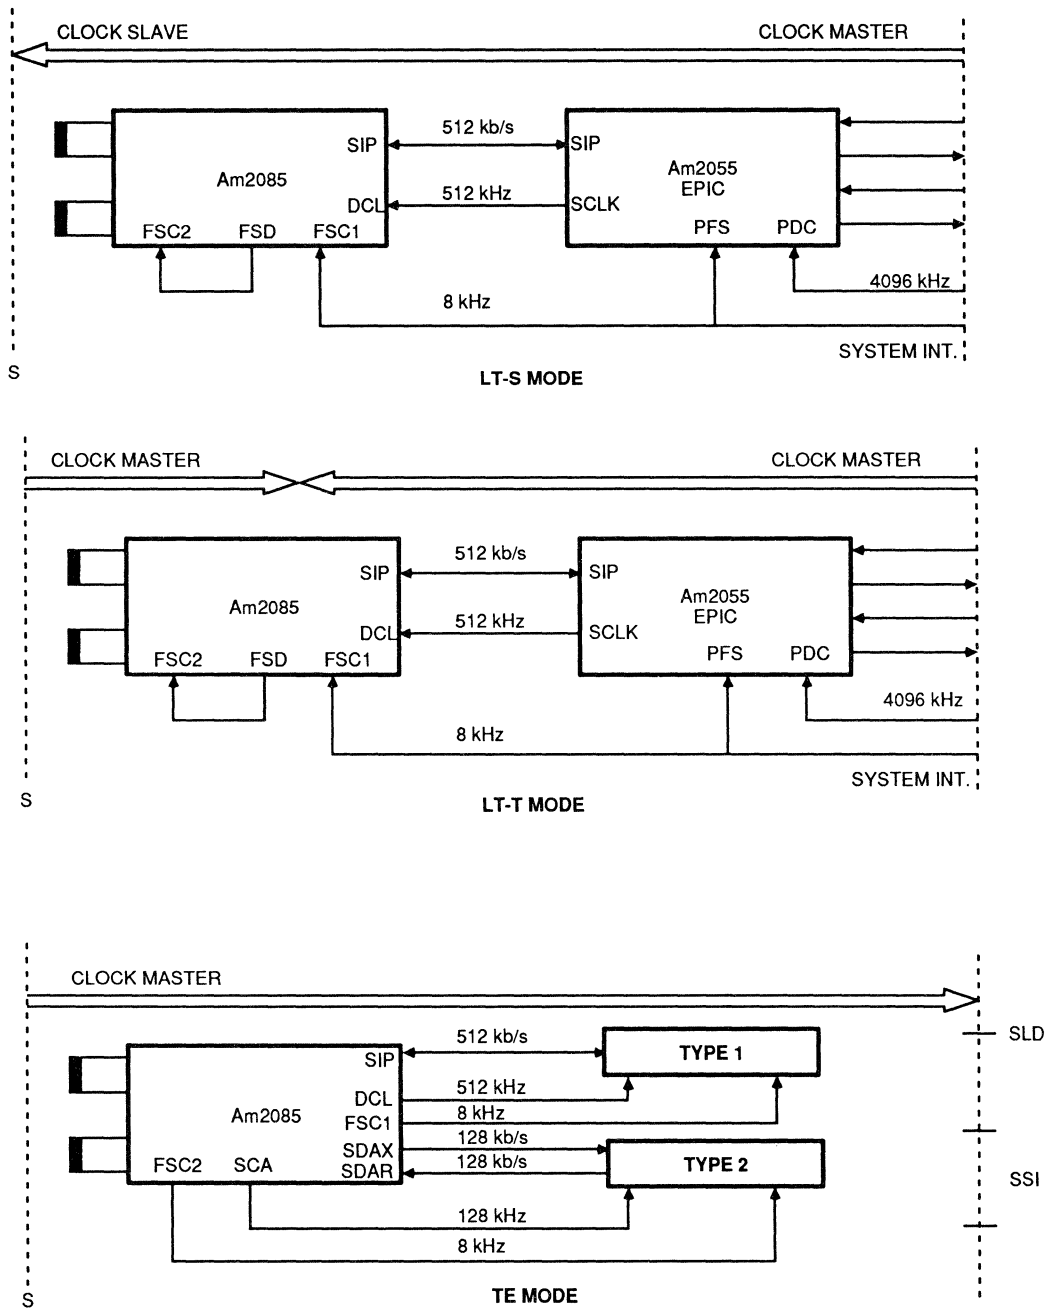 CLOCK SLAVE
CLOCK MASTER
512 kb/s
SIP
SIP
Am2085
Am2055
EPIC
DCL
512 kHz
SCLK
FSC2
FSD
FSC1
PFS
PDC
4096 kHz
8 kHz
SYSTEM INT.
S
LT-S MODE
CLOCK MASTER
CLOCK MASTER
512 kb/s
SIP
SIP
Am2085
Am2055
EPIC
DCL
512 kHz
SCLK
FSC2
FSD
FSC1
PFS
PDC
4096 kHz
8 kHz
SYSTEM INT.
S
LT-T MODE
CLOCK MASTER
512 kb/s
SIP
TYPE 1
SLD
DCL
512 kHz
Am2085
FSC1
8 kHz
SDAX
128 kb/s
SDAR
128 kb/s
TYPE 2
FSC2
SCA
SSI
128 kHz
8 kHz
S
TE MODE